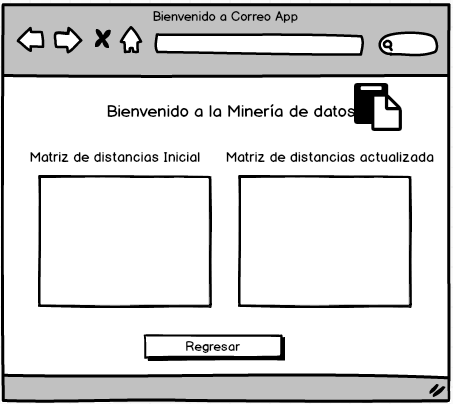 Bienvenido a Correo App
Bienvenido a la Minería de datos
Matriz de distancias Inicial
Matriz de distancias actualizada
Regresar